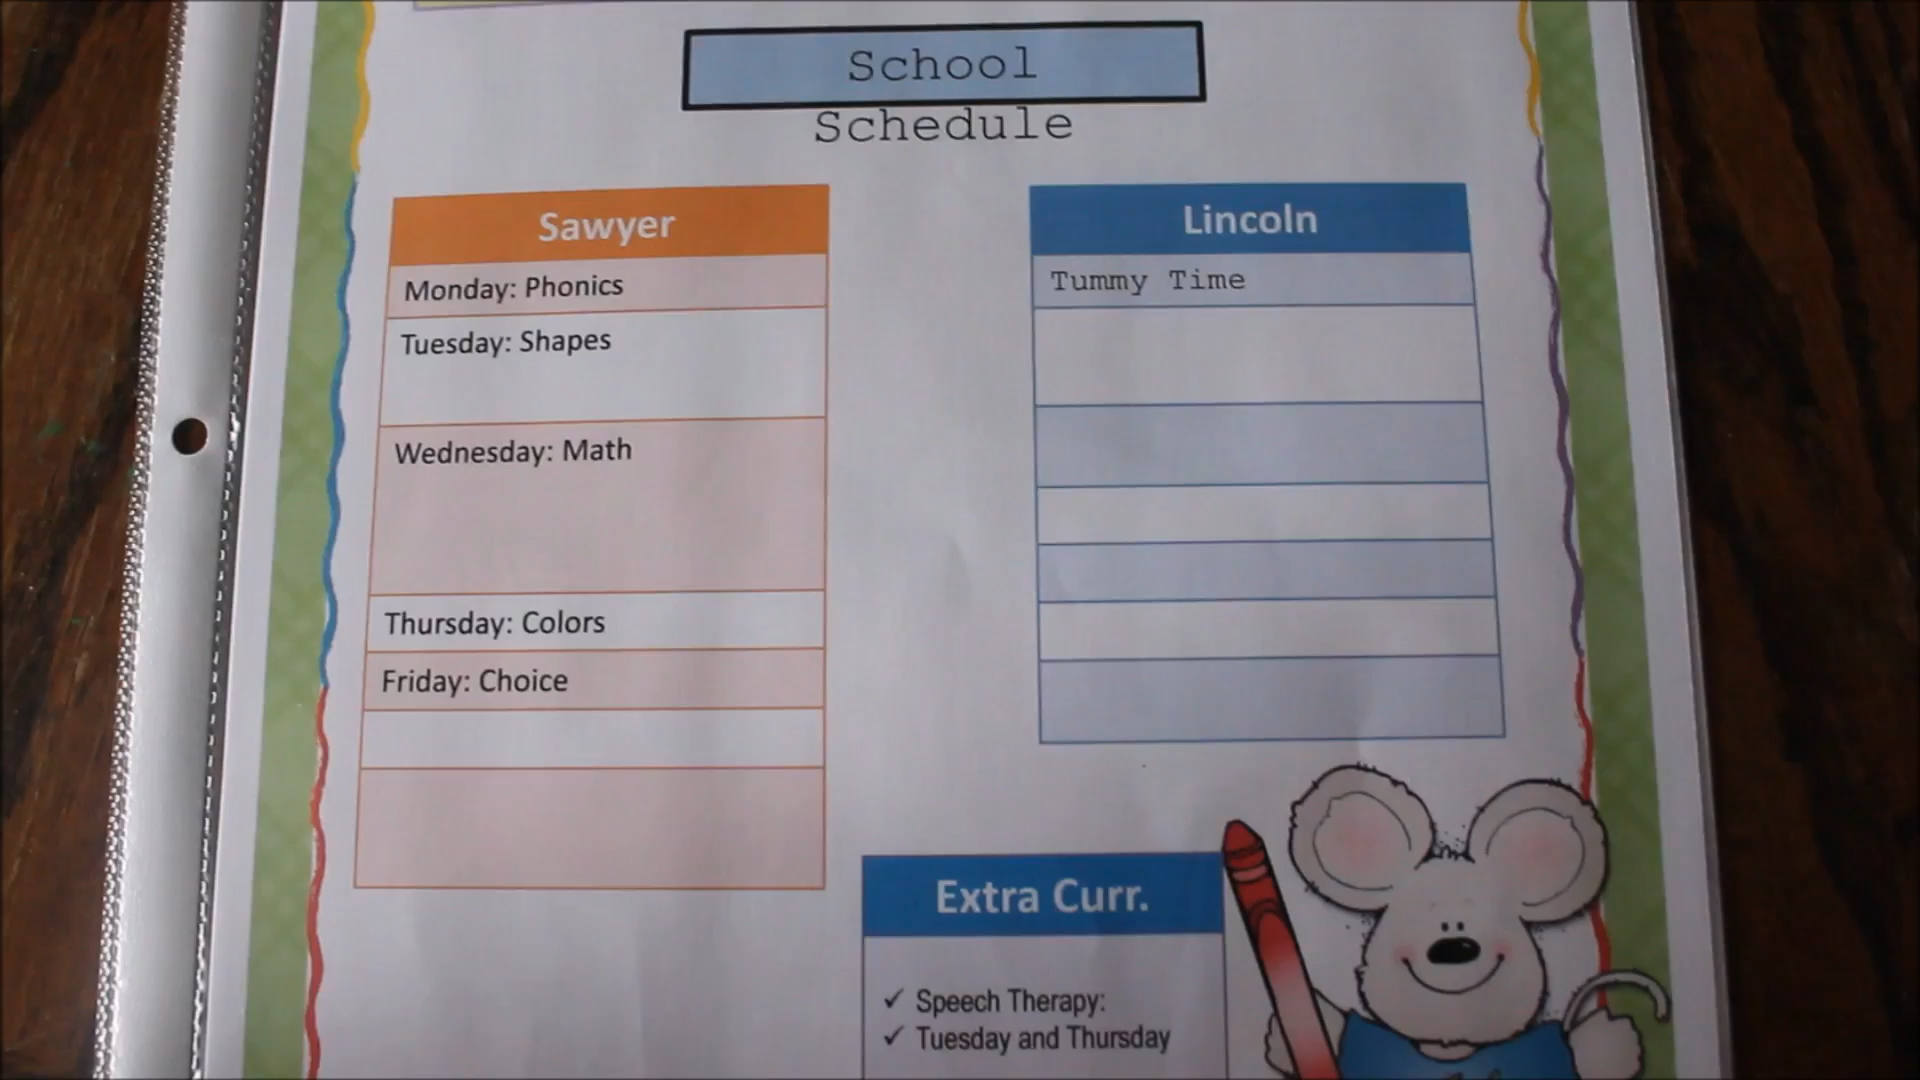 School
Schedule
Sawyer
Monday: Phonics
Tuesday: Shapes
Wednesday: Math
Thursday: Colors
Friday: Choice
Lincoln
Tummy Time
Extra Curr.
✓ Speech Therapy:
✓ Tuesday and Thursday